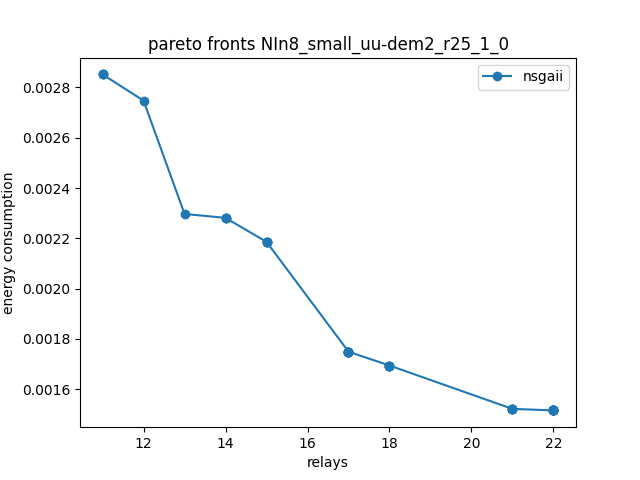 pareto fronts NIn8_small_uu-dem2_r25_1_0
nsgaii
energy consumption
0.0028
0.0026
0.0024
0.0022
0.0020
0.0018
0.0016
12 14 16 18 20 22
relays